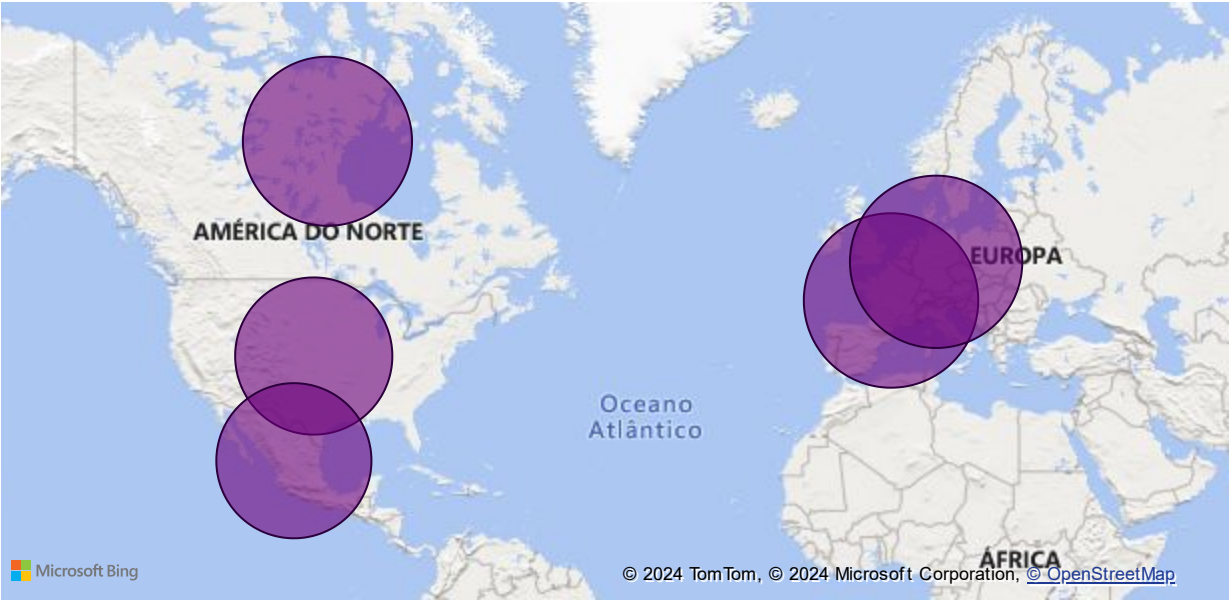 AMÉRICA DO NORTE
EUROPA
Oceano
Atlântico
ÁFRICA
Microsoft Bing
© 2024 TomTom, © 2024 Microsoft Corporation, © OpenStreetMap